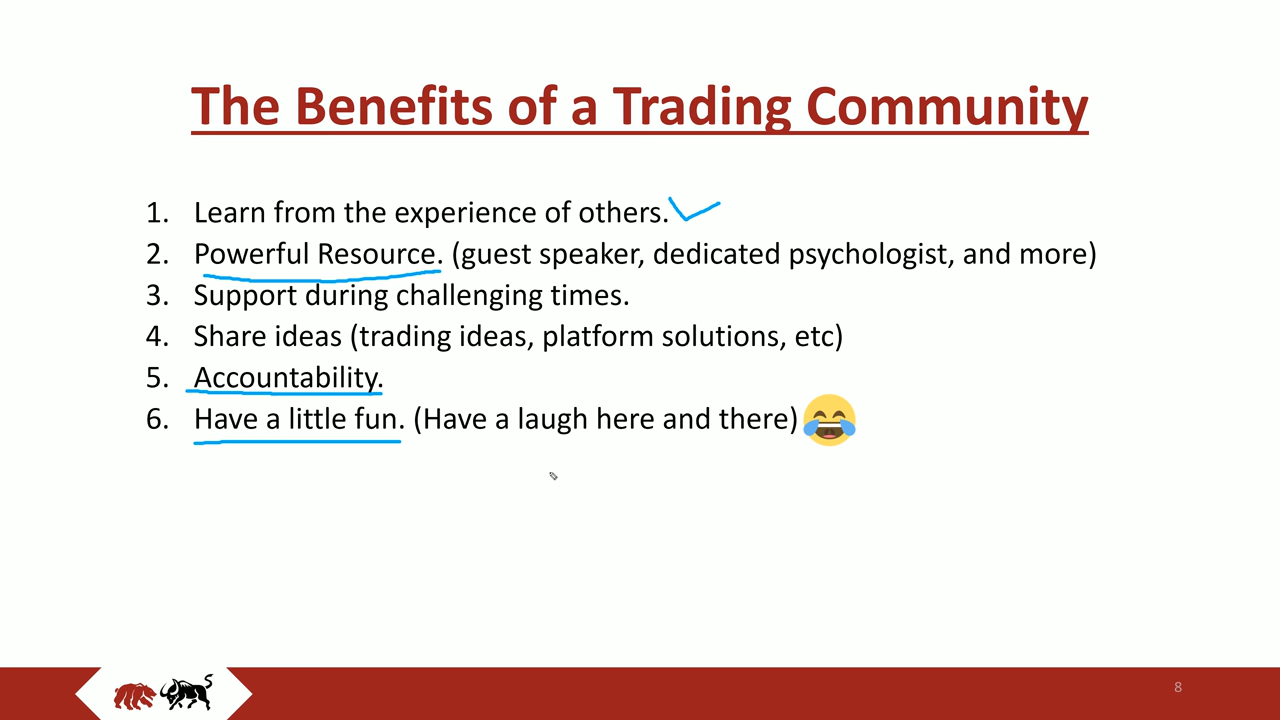 The Benefits of a Trading Community
1. Learn from the experience of others.
2. Powerful Resource. (guest speaker, dedicated psychologist, and more)
3. Support during challenging times.
4. Share ideas (trading ideas, platform solutions, etc)
5. Accountability.
6. Have a little fun. (Have a laugh here and there)
8